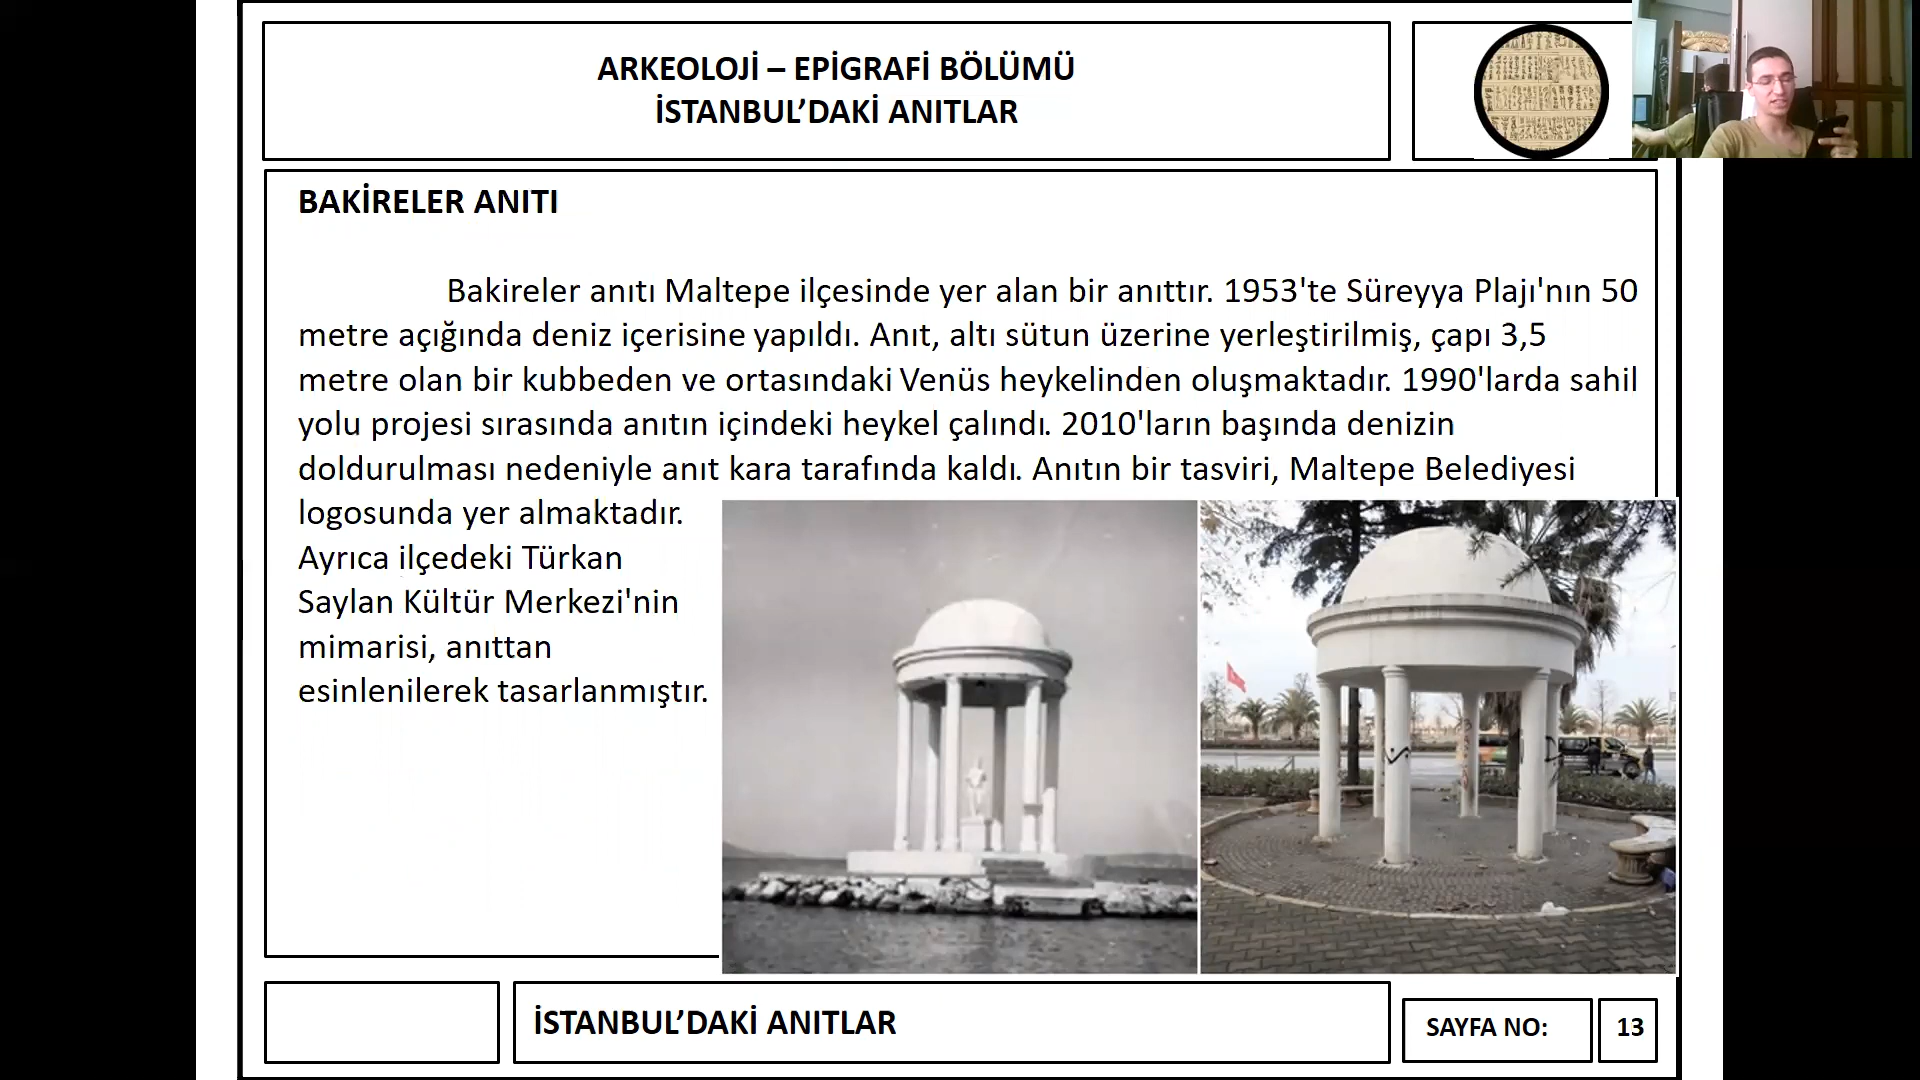 ARKEOLOJİ – EPİGRAFİ BÖLÜMÜ
İSTANBUL’DAKİ ANITLAR
BAKİRELER ANITI
Bakireler anıtı Maltepe ilçesinde yer alan bir anıttır. 1953'te Süreyya Plajı'nın 50
metre açığında deniz içerisine yapıldı. Anıt, altı sütun üzerine yerleştirilmiş, çapı 3,5
metre olan bir kubbeden ve ortasındaki Venüs heykelinden oluşmaktadır. 1990'larda sahil
yolu projesi sırasında anıtın içindeki heykel çalındı. 2010'ların başında denizin
doldurulması nedeniyle anıt kara tarafında kaldı. Anıtın bir tasviri, Maltepe Belediyesi
logosunda yer almaktadır.
Ayrıca ilçedeki Türkan
Saylan Kültür Merkezi'nin
mimarisi, anıttan
esinlenilerek tasarlanmıştır.
İSTANBUL’DAKİ ANITLAR
SAYFA NO:
13